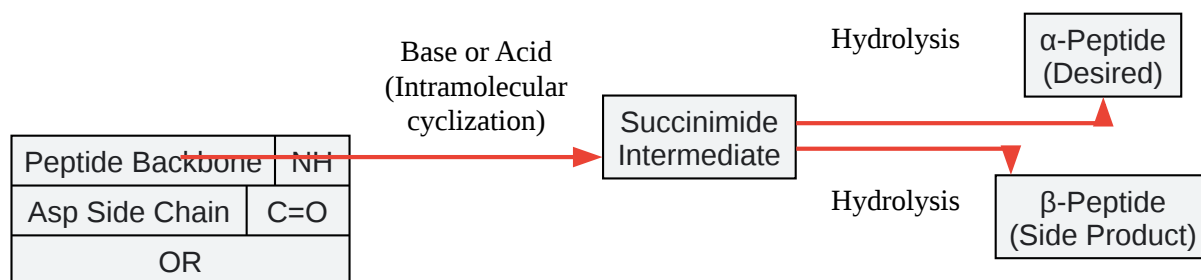 Base or Acid
(Intramolecular
cyclization)
Peptide Backbone
NH
Asp Side Chain
C=O
OR
Succinimide
Intermediate
Hydrolysis
α-Peptide
(Desired)
Hydrolysis
β-Peptide
(Side Product)